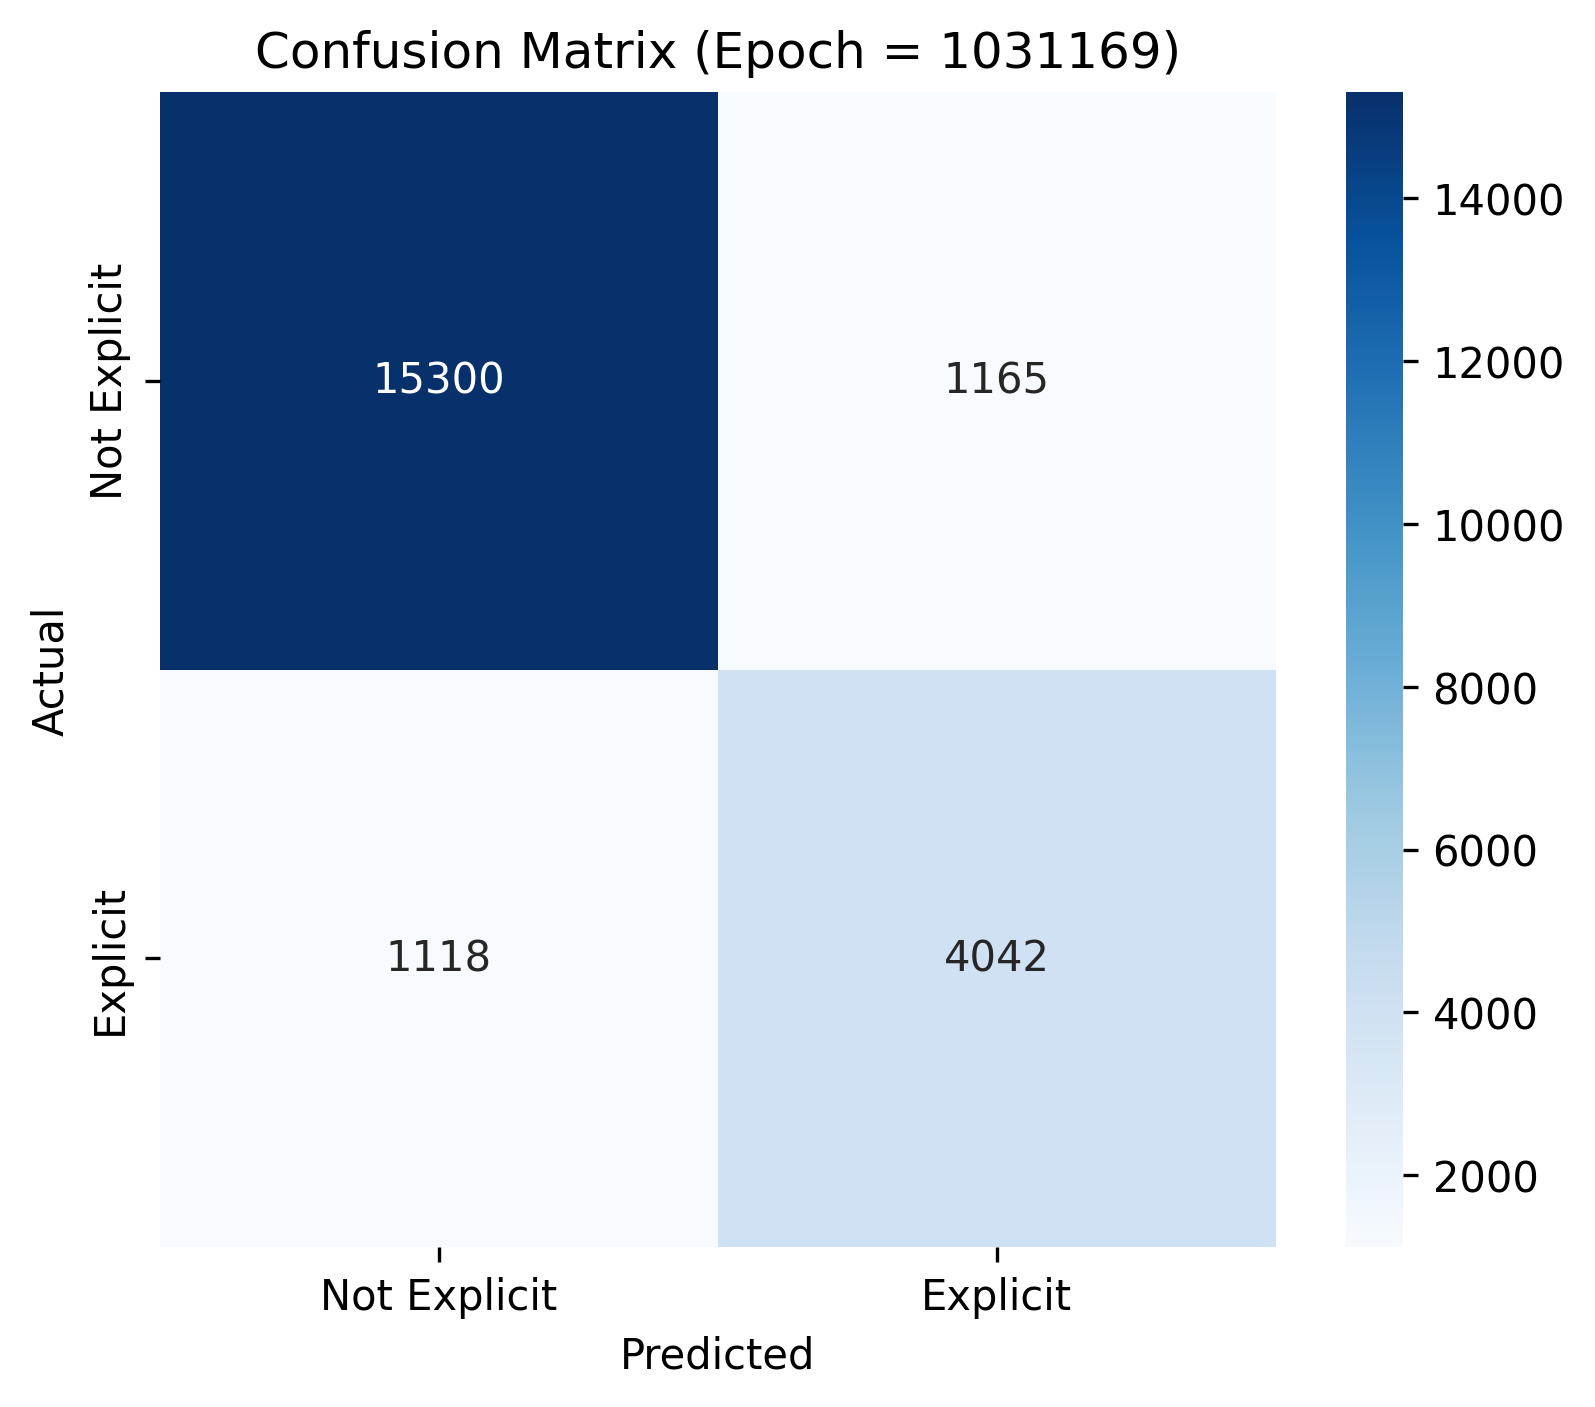 Confusion Matrix (Epoch = 1031169)
Actual
Not Explicit
Explicit
15300
1165
1118
4042
Not Explicit
Explicit
Predicted
14000
12000
10000
8000
6000
4000
2000